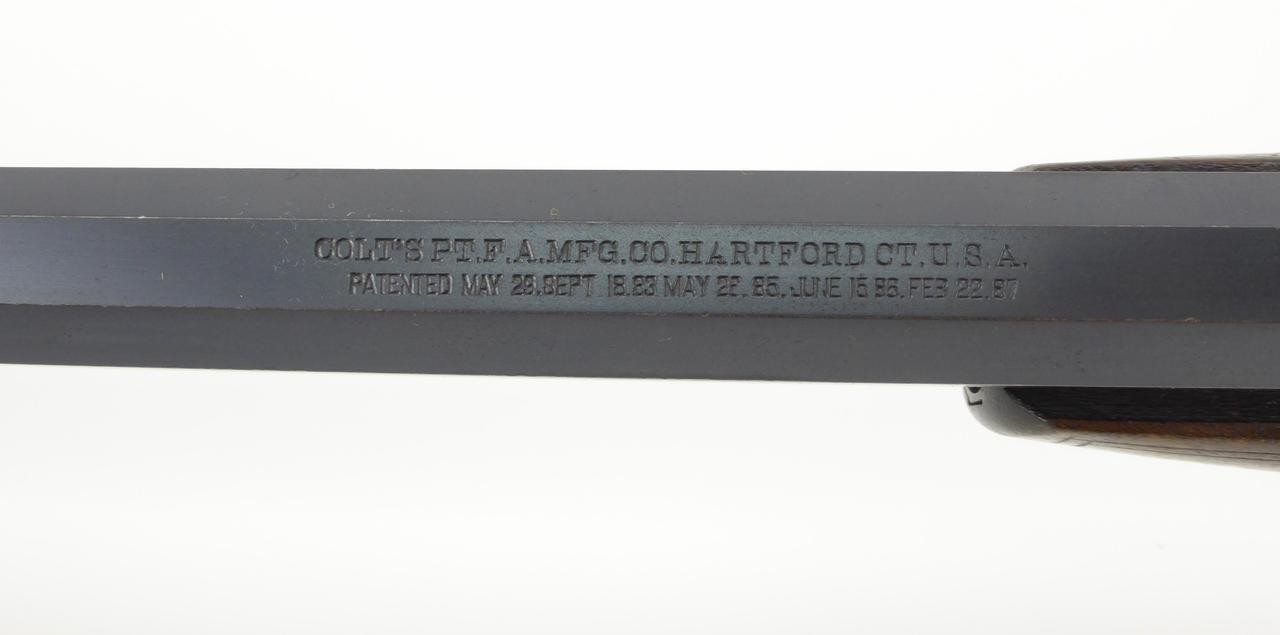 COLT'S PT.F.A.MFG.CO.HARTFORD CT.U.S.A.
PATENTED MAY 29.SEPT 18.83 MAY 26.85.JUNE 15 86.FEB 22.87